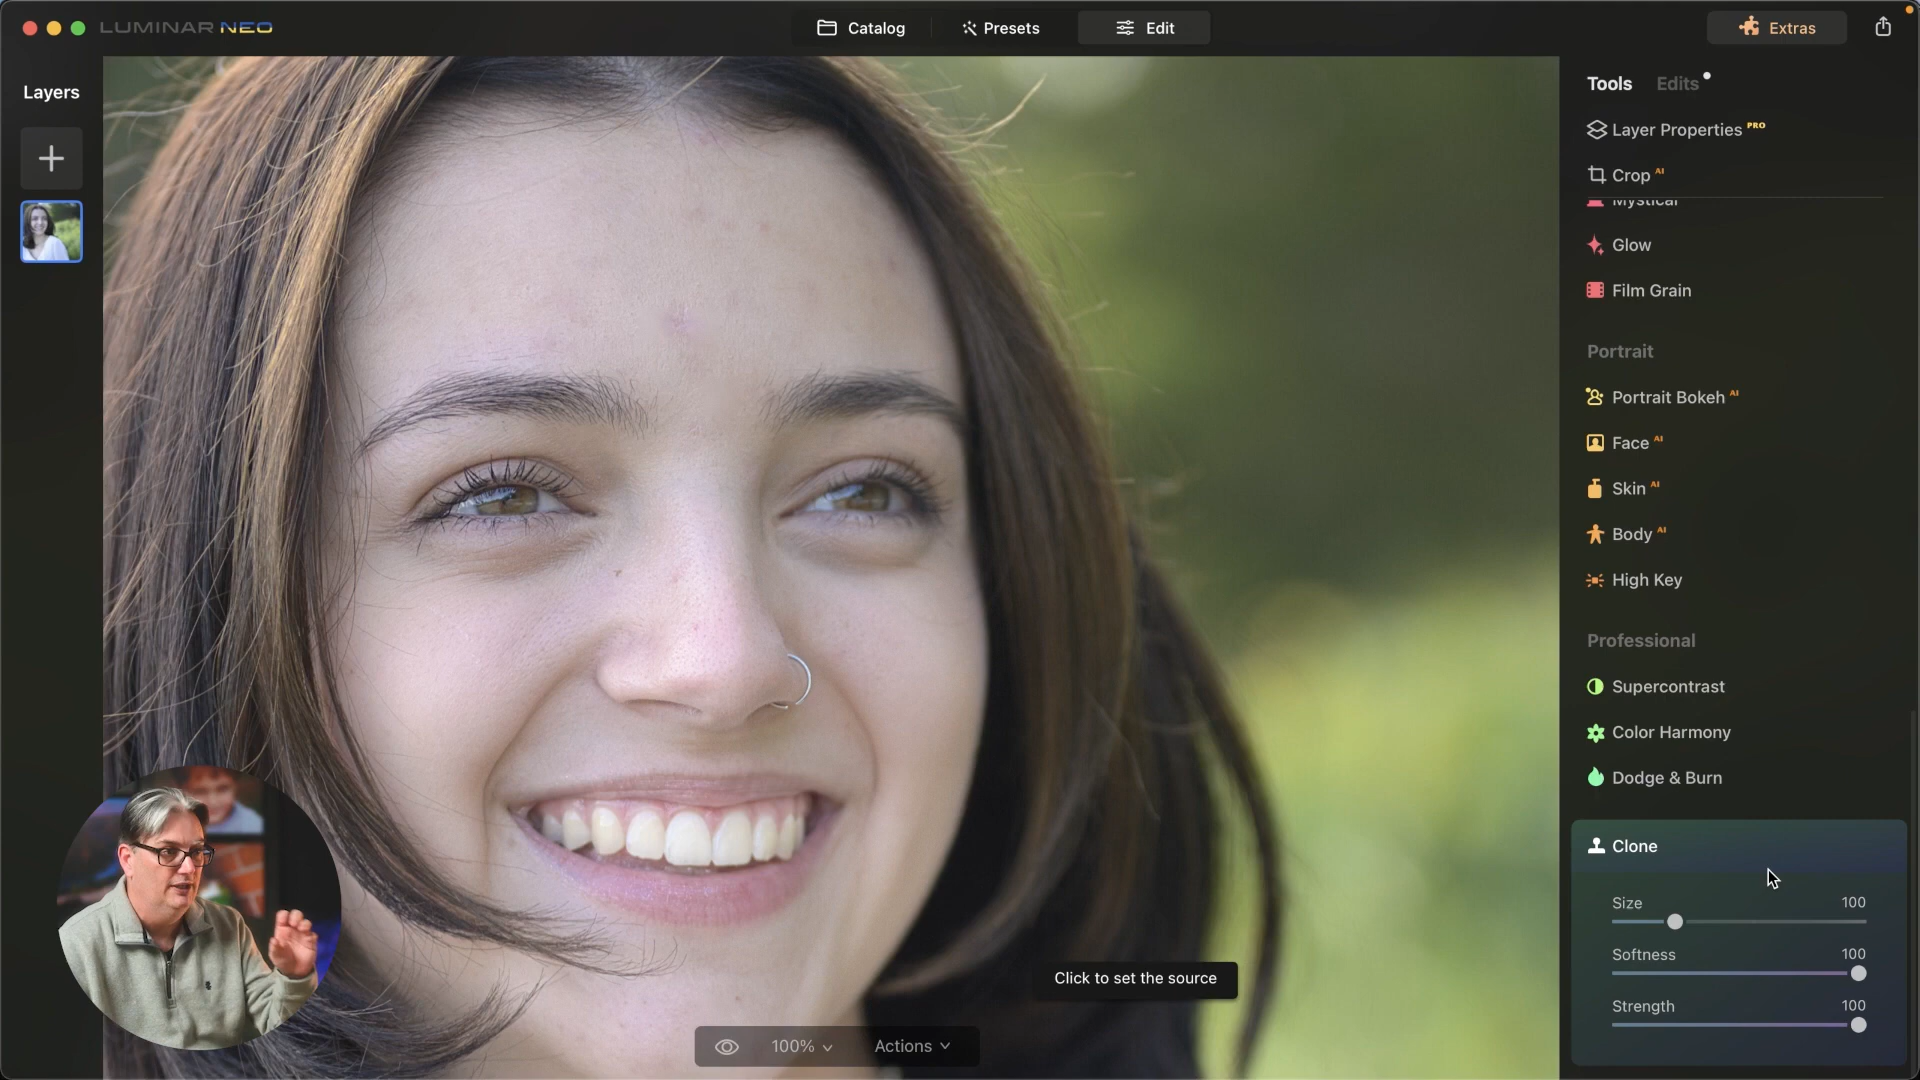 LUMINAR NEO
Catalog
Presets
Edit
Extras
Layers
Tools
Edits
Layer Properties PRO
Crop AI
Mystical
Glow
Film Grain
Portrait
Portrait Bokeh AI
Face AI
Skin AI
Body AI
High Key
Professional
Supercontrast
Color Harmony
Dodge & Burn
Clone
Size 100
Softness 100
Strength 100
Click to set the source
100%
Actions